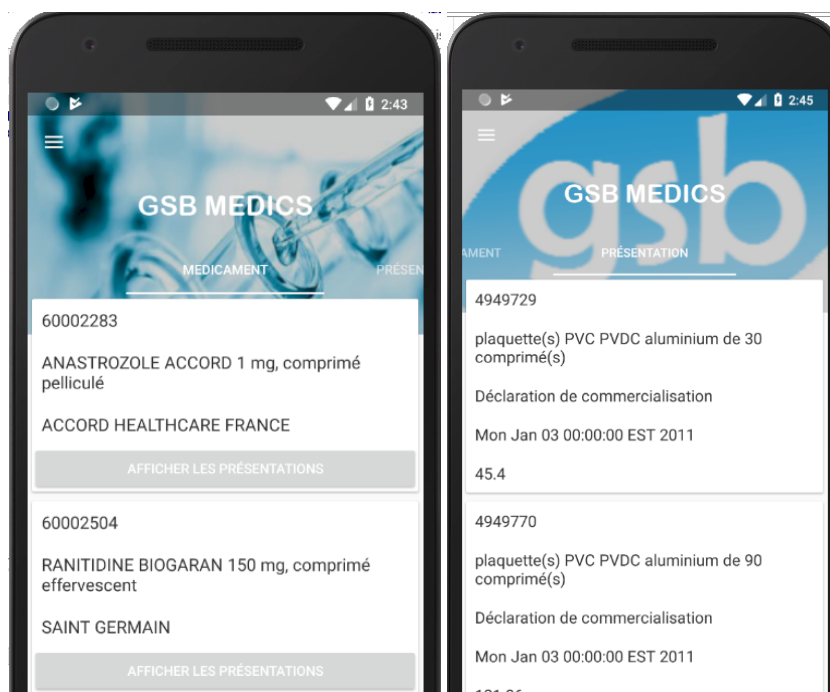 2:43
GSB MEDICS
MEDICAMENT
PRÉSEN
60002283
ANASTROZOLE ACCORD 1 mg, comprimé
pelliculé
ACCORD HEALTHCARE FRANCE
AFFICHER LES PRÉSENTATIONS
60002504
RANITIDINE BIOGARAN 150 mg, comprimé
effervescent
SAINT GERMAIN
AFFICHER LES PRÉSENTATIONS
2:45
gsb
GSB MEDICS
AMENT
PRÉSENTATION
4949729
plaquette(s) PVC PVDC aluminium de 30
comprimé(s)
Déclaration de commercialisation
Mon Jan 03 00:00:00 EST 2011
45.4
4949770
plaquette(s) PVC PVDC aluminium de 90
comprimé(s)
Déclaration de commercialisation
Mon Jan 03 00:00:00 EST 2011